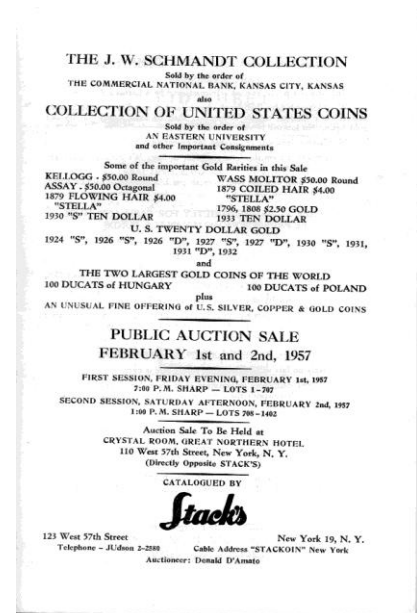 THE J. W. SCHMANDT COLLECTION
Sold by the order of
THE COMMERCIAL NATIONAL BANK, KANSAS CITY, KANSAS
also
COLLECTION OF UNITED STATES COINS
Sold by the order of
AN EASTERN UNIVERSITY
and other Important Consignments
Some of the important Gold Rarities in this Sale
KELLOGG - $50.00 Round WASS MOLITOR $50.00 Round
ASSAY - $50.00 Octagonal 1879 COILED HAIR $4.00
1879 FLOWING HAIR $4.00 "STELLA"
"STELLA" 1796, 1808 $2.50 GOLD
1930 "S" TEN DOLLAR 1933 TEN DOLLAR
U. S. TWENTY DOLLAR GOLD
1924 "S", 1926 "S", 1926 "D", 1927 "S", 1927 "D", 1930 "S", 1931,
1931 "D", 1932
and
THE TWO LARGEST GOLD COINS OF THE WORLD
100 DUCATS of HUNGARY 100 DUCATS of POLAND
plus
AN UNUSUAL FINE OFFERING of U.S. SILVER, COPPER & GOLD COINS
PUBLIC AUCTION SALE
FEBRUARY 1st and 2nd, 1957
FIRST SESSION, FRIDAY EVENING, FEBRUARY 1st, 1957
7:00 P. M. SHARP — LOTS 1-707
SECOND SESSION, SATURDAY AFTERNOON, FEBRUARY 2nd, 1957
1:00 P. M. SHARP — LOTS 708-1402
Auction Sale To Be Held at
CRYSTAL ROOM, GREAT NORTHERN HOTEL
110 West 57th Street, New York, N. Y.
(Directly Opposite STACK'S)
CATALOGUED BY
Stack's
123 West 57th Street New York 19, N. Y.
Telephone - JUdson 2-2580 Cable Address "STACKOIN" New York
Auctioneer: Donald D'Amato